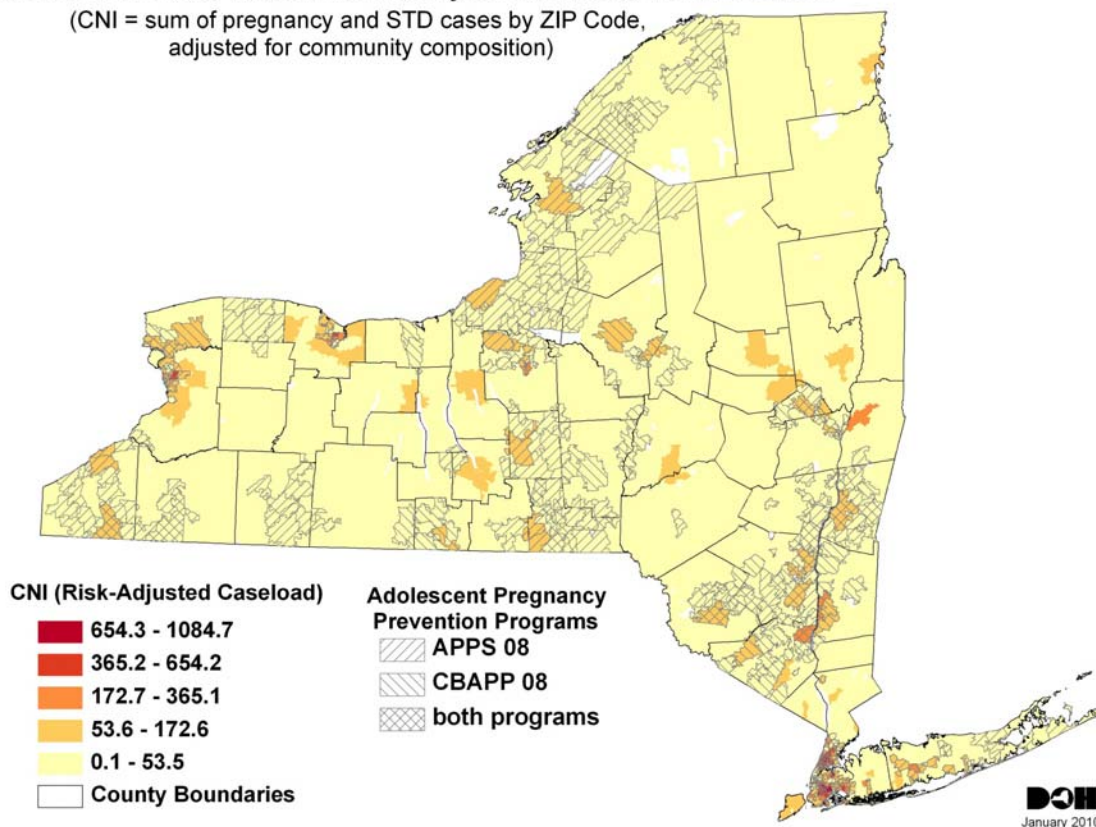 (CNI = sum of pregnancy and STD cases by ZIP Code,
adjusted for community composition)
CNI (Risk-Adjusted Caseload)
654.3 - 1084.7
365.2 - 654.2
172.7 - 365.1
53.6 - 172.6
0.1 - 53.5
County Boundaries
Adolescent Pregnancy
Prevention Programs
APPS 08
CBAPP 08
both programs
DOH
January 2010